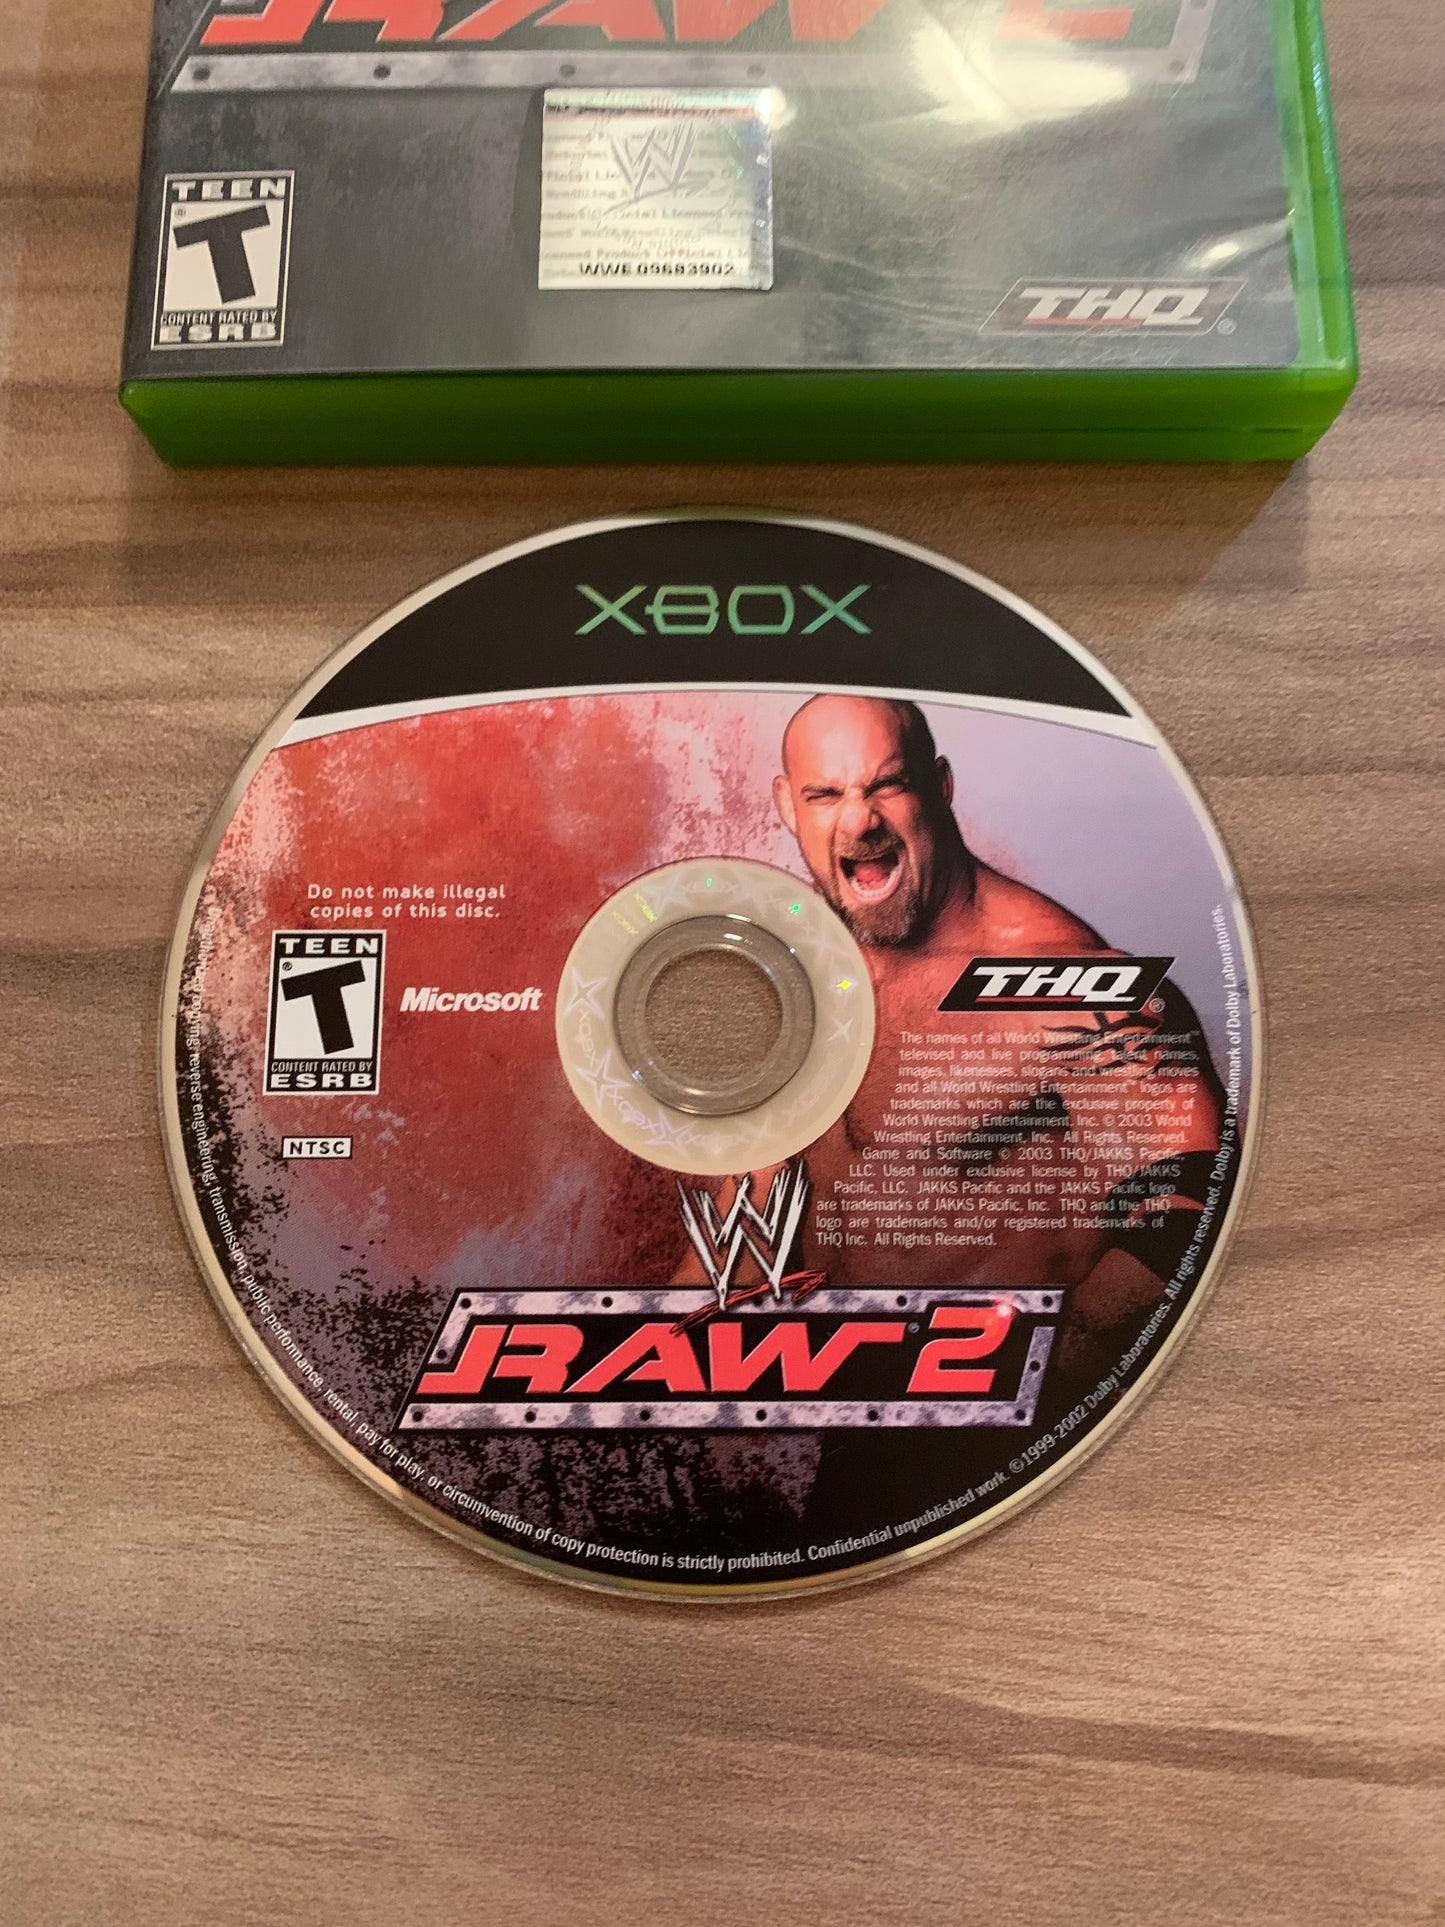 RAW 2
TEEN
T
CONTENT RATED BY
ESRB
W
WWE 09683902
THQ
®
XBOX
Do not make illegal
copies of this disc.
TEEN
®
T
CONTENT RATED BY
ESRB
Microsoft
NTSC
THQ
®
The names of all World Wrestling Entertainment™
televised and live programming, talent names,
images, likenesses, slogans and wrestling moves
and all World Wrestling Entertainment™ logos are
trademarks which are the exclusive property of
World Wrestling Entertainment, Inc. © 2003 World
Wrestling Entertainment, Inc. All Rights Reserved.
Game and Software © 2003 THQ/JAKKS Pacific,
LLC. Used under exclusive license by THQ/JAKKS
Pacific, LLC. JAKKS Pacific and the JAKKS Pacific logo
are trademarks of JAKKS Pacific, Inc. THQ and the THQ
logo are trademarks and/or registered trademarks of
THQ Inc. All Rights Reserved.
W
RAW® 2
reverse engineering, transmission, public performance, rental, pay for play, or circumvention of copy protection is strictly prohibited. Confidential unpublished work. ©1999-2002 Dolby Laboratories. All rights reserved. Dolby is a trademark of Dolby Laboratories.